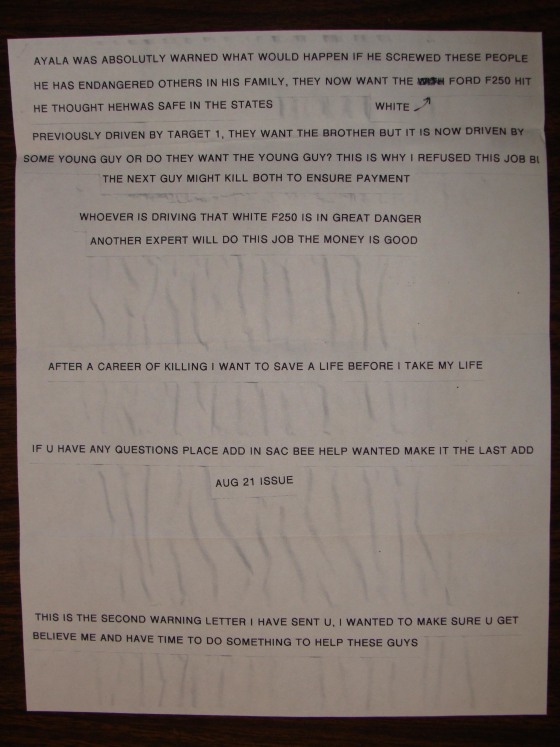 AYALA WAS ABSOLUTLY WARNED WHAT WOULD HAPPEN IF HE SCREWED THESE PEOPLE
HE HAS ENDANGERED OTHERS IN HIS FAMILY, THEY NOW WANT THE FORD F250 HIT
HE THOUGHT HEHWAS SAFE IN THE STATES WHITE
PREVIOUSLY DRIVEN BY TARGET 1, THEY WANT THE BROTHER BUT IT IS NOW DRIVEN BY
SOME YOUNG GUY OR DO THEY WANT THE YOUNG GUY? THIS IS WHY I REFUSED THIS JOB
THE NEXT GUY MIGHT KILL BOTH TO ENSURE PAYMENT
WHOEVER IS DRIVING THAT WHITE F250 IS IN GREAT DANGER
ANOTHER EXPERT WILL DO THIS JOB THE MONEY IS GOOD
AFTER A CAREER OF KILLING I WANT TO SAVE A LIFE BEFORE I TAKE MY LIFE
IF U HAVE ANY QUESTIONS PLACE ADD IN SAC BEE HELP WANTED MAKE IT THE LAST ADD
AUG 21 ISSUE
THIS IS THE SECOND WARNING LETTER I HAVE SENT U, I WANTED TO MAKE SURE U GET
BELIEVE ME AND HAVE TIME TO DO SOMETHING TO HELP THESE GUYS